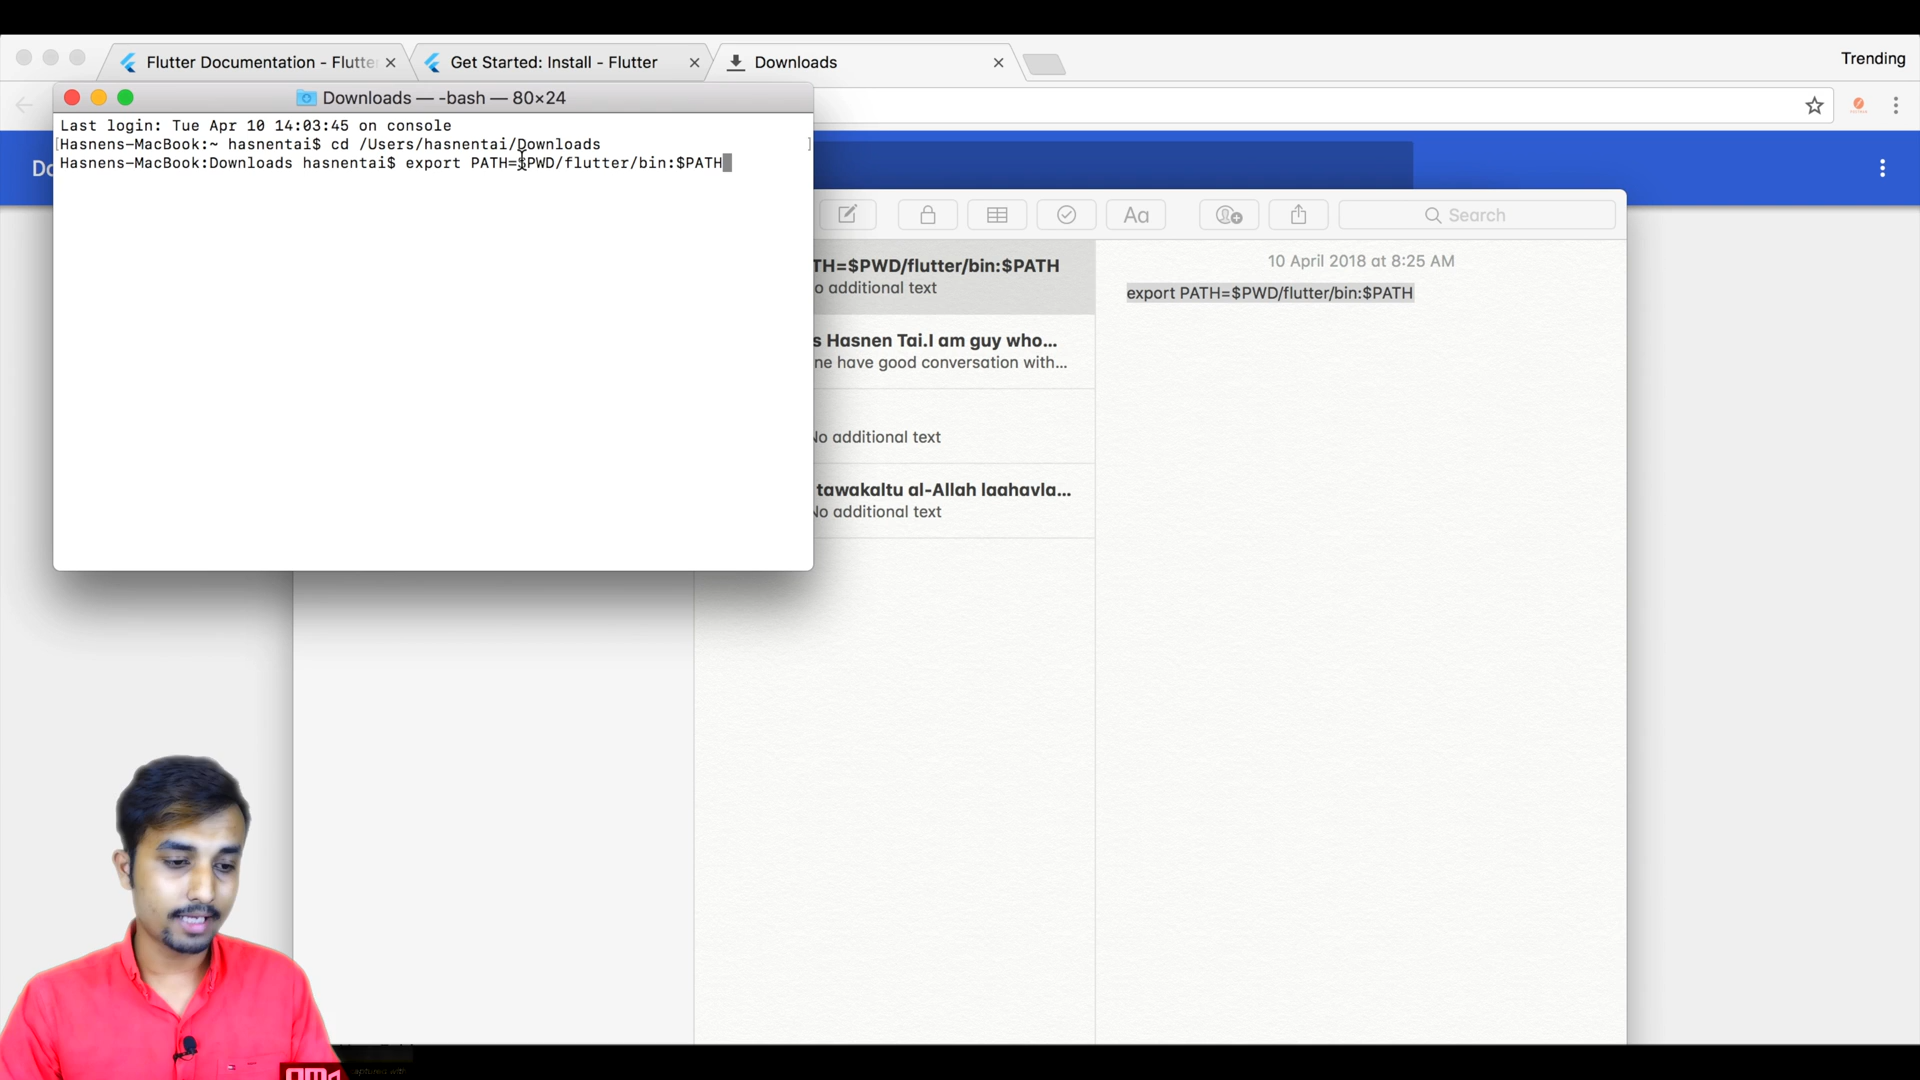 Flutter Documentation - Flutte
Get Started: Install - Flutter
Downloads
Trending
Downloads — -bash — 80×24
Last login: Tue Apr 10 14:03:45 on console
[Hasnens-MacBook:~ hasnentai$ cd /Users/hasnentai/Downloads ]
Hasnens-MacBook:Downloads hasnentai$ export PATH=$PWD/flutter/bin:$PATH
Do
Aa
Search
TH=$PWD/flutter/bin:$PATH
o additional text
s Hasnen Tai.I am guy who...
ne have good conversation with...
No additional text
tawakaltu al-Allah laahavla...
No additional text
10 April 2018 at 8:25 AM
export PATH=$PWD/flutter/bin:$PATH